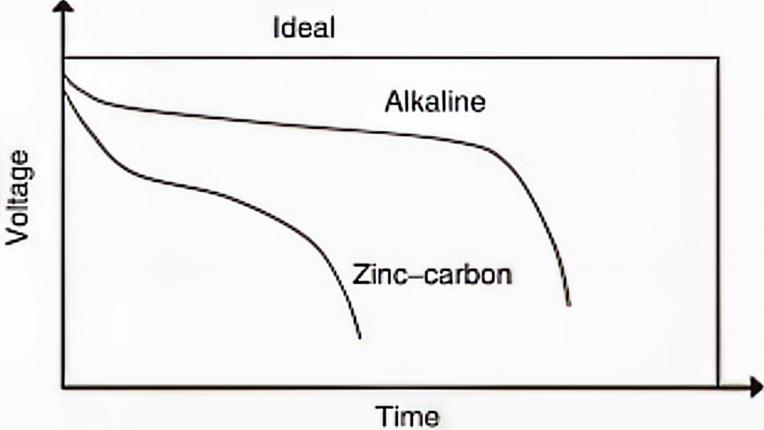 Ideal
Alkaline
Voltage
Zinc–carbon
Time